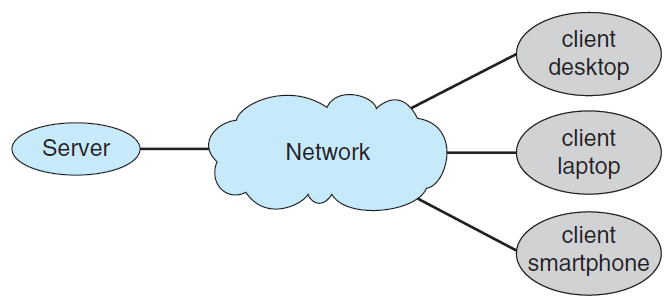 Server
Network
client
desktop
client
laptop
client
smartphone